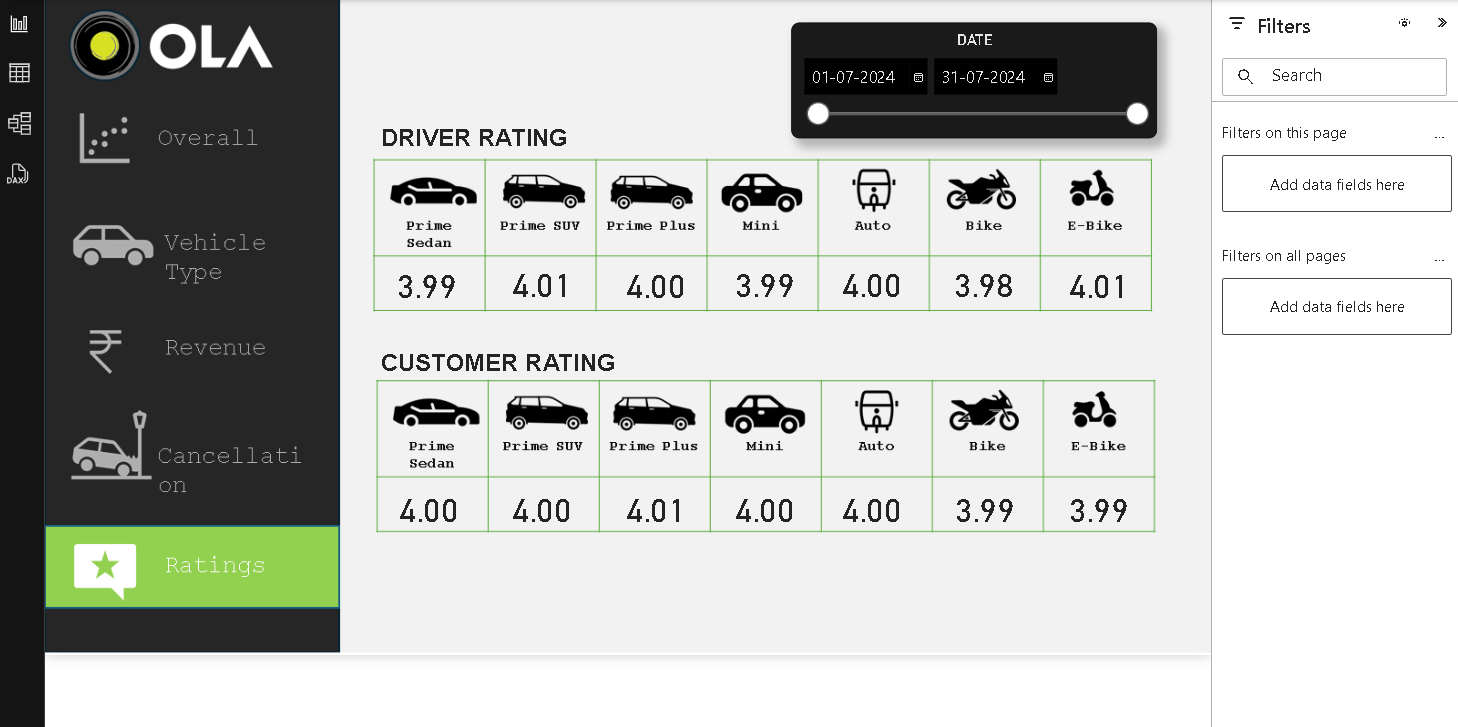 OLA
Overall
Vehicle
Type
Revenue
Cancellati
on
Ratings
DATE
01-07-2024 31-07-2024
DRIVER RATING
Prime
Sedan
Prime SUV
Prime Plus
Mini
Auto
Bike
E-Bike
3.99 4.01 4.00 3.99 4.00 3.98 4.01
CUSTOMER RATING
Prime
Sedan
Prime SUV
Prime Plus
Mini
Auto
Bike
E-Bike
4.00 4.00 4.01 4.00 4.00 3.99 3.99
Filters
Search
Filters on this page ...
Add data fields here
Filters on all pages ...
Add data fields here
DAX